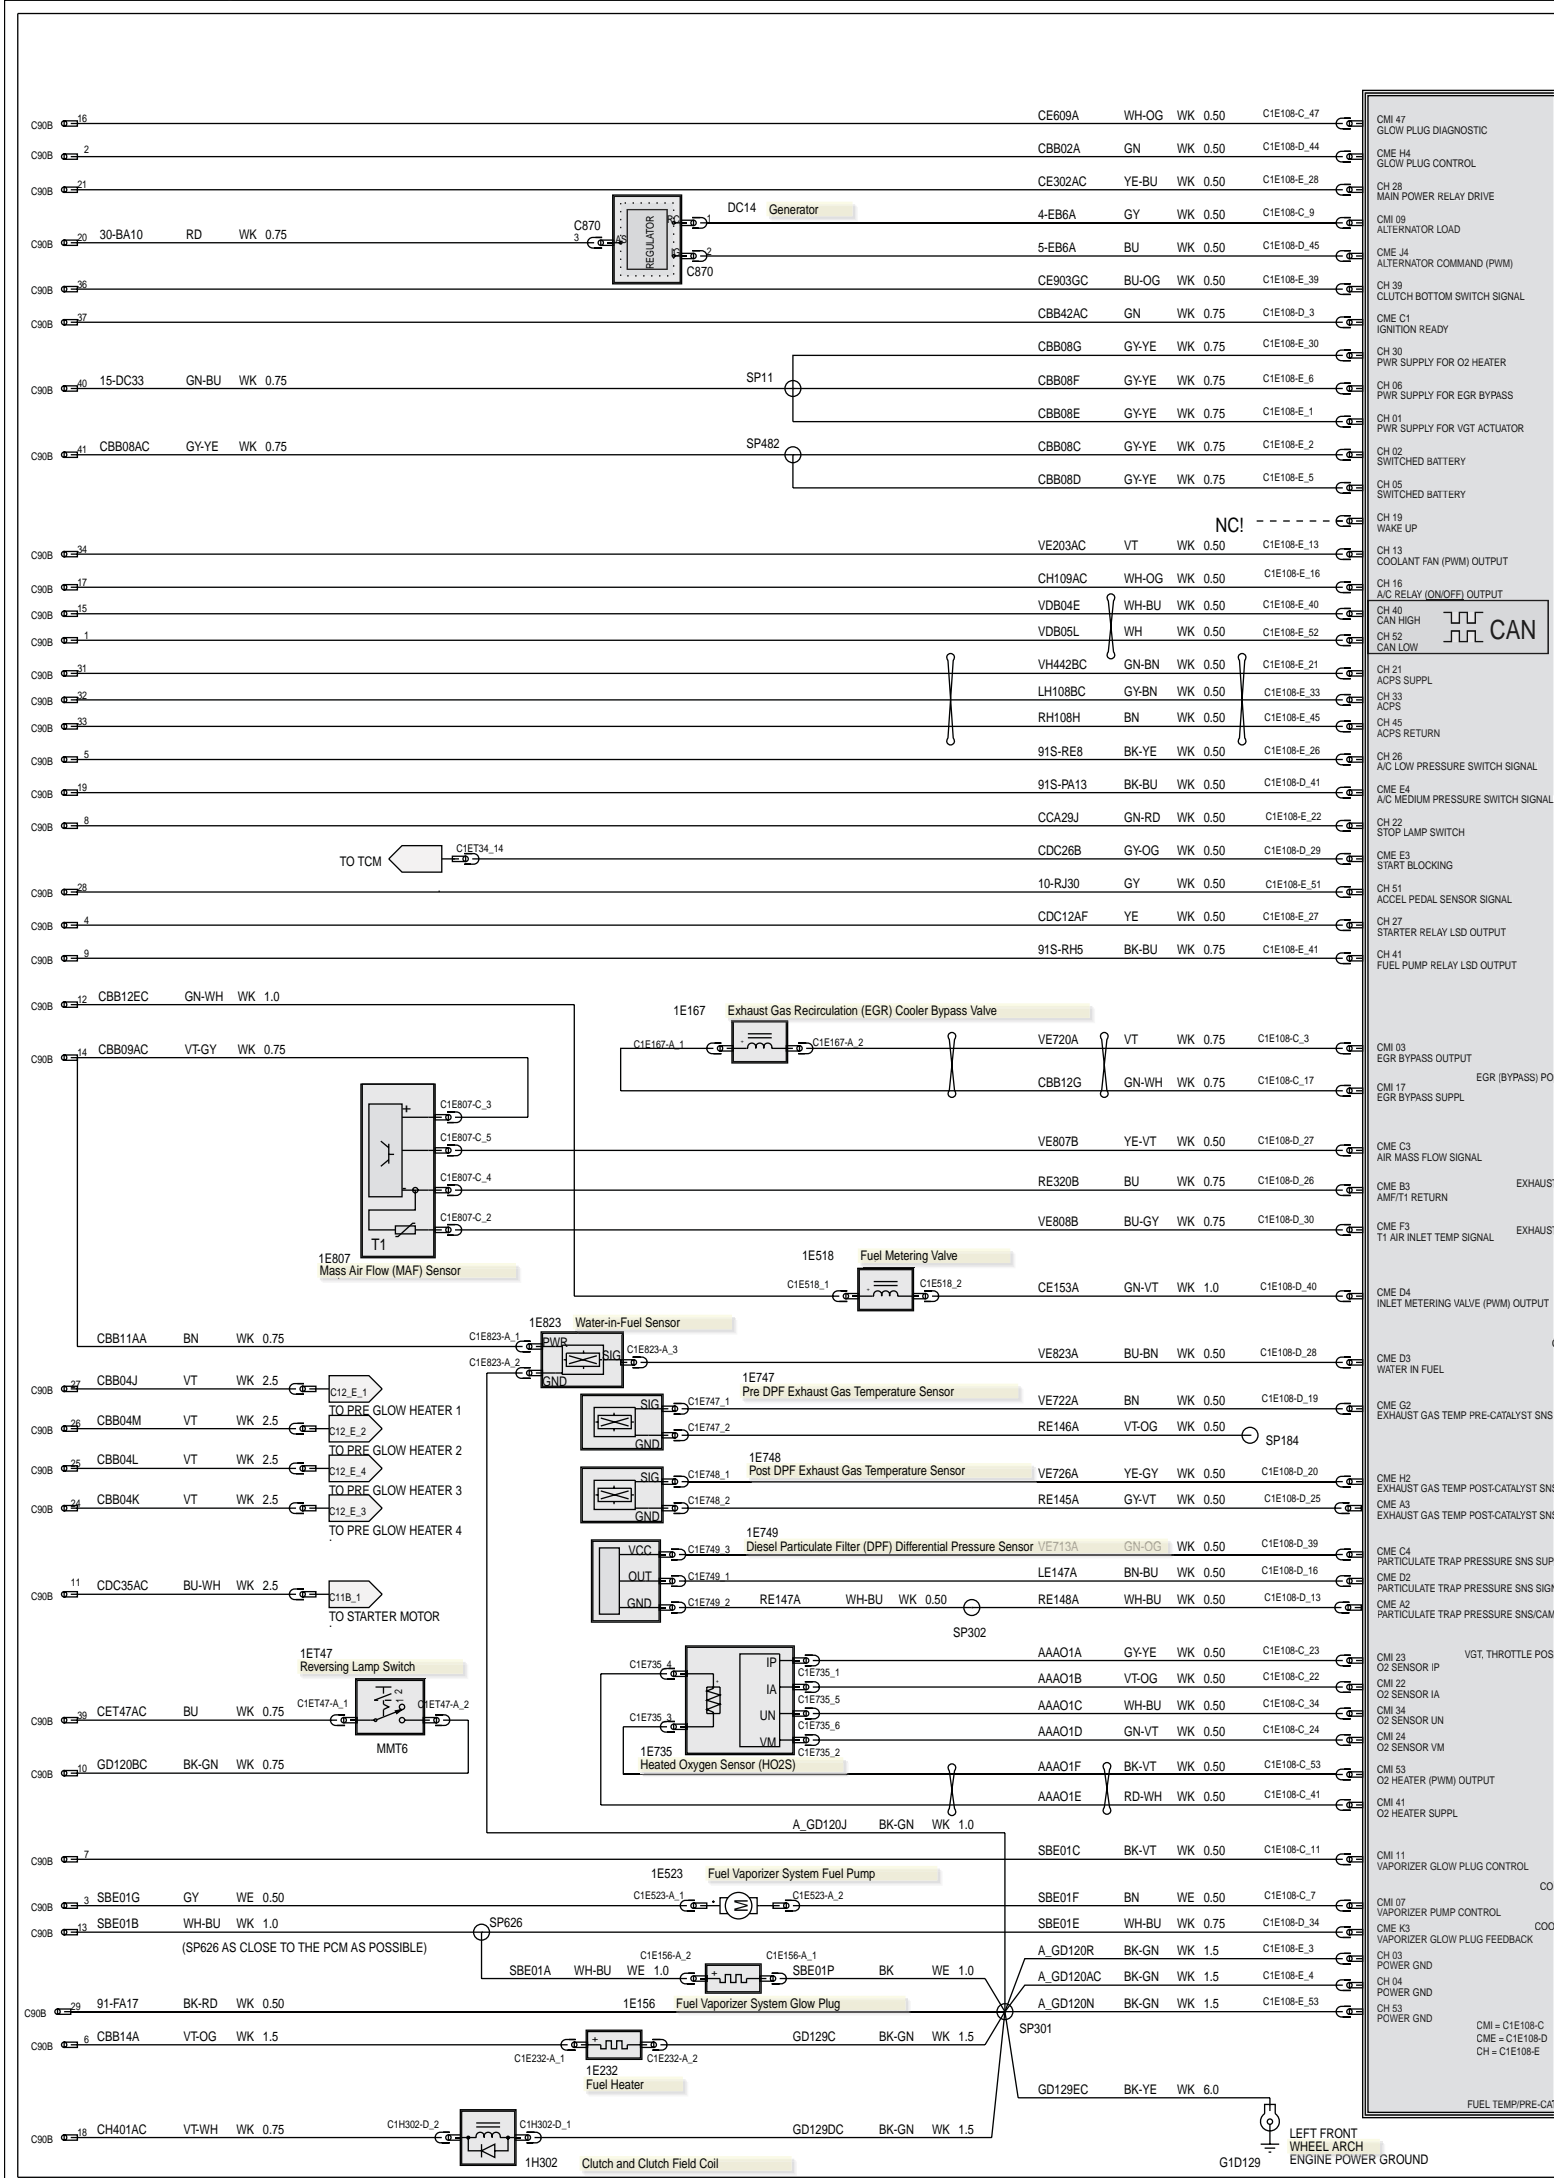 C90B 16 CE609A WH-OG WK 0.50 C1E108-C_47 CMI 47
GLOW PLUG DIAGNOSTIC
C90B 2 CBB02A GN WK 0.50 C1E108-D_44 CME H4
GLOW PLUG CONTROL
C90B 21 CE302AC YE-BU WK 0.50 C1E108-E_28 CH 28
MAIN POWER RELAY DRIVE
DC14 Generator
C870 1 4-EB6A GY WK 0.50 C1E108-C_9 CMI 09
ALTERNATOR LOAD
C90B 20 30-BA10 RD WK 0.75 3 AS REGULATOR
2 5-EB6A BU WK 0.50 C1E108-D_45 CME J4
ALTERNATOR COMMAND (PWM)
C870
C90B 36 CE903GC BU-OG WK 0.50 C1E108-E_39 CH 39
CLUTCH BOTTOM SWITCH SIGNAL
C90B 37 CBB42AC GN WK 0.75 C1E108-D_3 CME C1
IGNITION READY
CBB08G GY-YE WK 0.75 C1E108-E_30 CH 30
PWR SUPPLY FOR O2 HEATER
C90B 40 15-DC33 GN-BU WK 0.75 SP11 CBB08F GY-YE WK 0.75 C1E108-E_6 CH 06
PWR SUPPLY FOR EGR BYPASS
CBB08E GY-YE WK 0.75 C1E108-E_1 CH 01
PWR SUPPLY FOR VGT ACTUATOR
C90B 41 CBB08AC GY-YE WK 0.75 SP482 CBB08C GY-YE WK 0.75 C1E108-E_2 CH 02
SWITCHED BATTERY
CBB08D GY-YE WK 0.75 C1E108-E_5 CH 05
SWITCHED BATTERY
NC! CH 19
WAKE UP
C90B 34 VE203AC VT WK 0.50 C1E108-E_13 CH 13
COOLANT FAN (PWM) OUTPUT
C90B 17 CH109AC WH-OG WK 0.50 C1E108-E_16 CH 16
A/C RELAY (ON/OFF) OUTPUT
C90B 15 VDB04E WH-BU WK 0.50 C1E108-E_40 CH 40
CAN HIGH
CAN
C90B 1 VDB05L WH WK 0.50 C1E108-E_52 CH 52
CAN LOW
C90B 31 VH442BC GN-BN WK 0.50 C1E108-E_21 CH 21
ACPS SUPPL
C90B 32 LH108BC GY-BN WK 0.50 C1E108-E_33 CH 33
ACPS
C90B 33 RH108H BN WK 0.50 C1E108-E_45 CH 45
ACPS RETURN
C90B 5 91S-RE8 BK-YE WK 0.50 C1E108-E_26 CH 26
A/C LOW PRESSURE SWITCH SIGNAL
C90B 19 91S-PA13 BK-BU WK 0.50 C1E108-D_41 CME E4
A/C MEDIUM PRESSURE SWITCH SIGNAL
C90B 8 CCA29J GN-RD WK 0.50 C1E108-E_22 CH 22
STOP LAMP SWITCH
TO TCM C1ET34_14 CDC26B GY-OG WK 0.50 C1E108-D_29 CME E3
START BLOCKING
C90B 28 10-RJ30 GY WK 0.50 C1E108-E_51 CH 51
ACCEL PEDAL SENSOR SIGNAL
C90B 4 CDC12AF YE WK 0.50 C1E108-E_27 CH 27
STARTER RELAY LSD OUTPUT
C90B 9 91S-RH5 BK-BU WK 0.75 C1E108-E_41 CH 41
FUEL PUMP RELAY LSD OUTPUT
C90B 12 CBB12EC GN-WH WK 1.0
1E167 Exhaust Gas Recirculation (EGR) Cooler Bypass Valve
C90B 14 CBB09AC VT-GY WK 0.75 C1E167-A_1 C1E167-A_2 VE720A VT WK 0.75 C1E108-C_3 CMI 03
EGR BYPASS OUTPUT
EGR (BYPASS) PO
CBB12G GN-WH WK 0.75 C1E108-C_17 CMI 17
EGR BYPASS SUPPL
+ C1E807-C_3
C1E807-C_5 VE807B YE-VT WK 0.50 C1E108-D_27 CME C3
AIR MASS FLOW SIGNAL
- C1E807-C_4 RE320B BU WK 0.75 C1E108-D_26 CME B3 EXHAUST
AMF/T1 RETURN
C1E807-C_2 VE808B BU-GY WK 0.75 C1E108-D_30 CME F3 EXHAUST
T1 AIR INLET TEMP SIGNAL
T1
1E807
Mass Air Flow (MAF) Sensor
1E518 Fuel Metering Valve
C1E518_1 C1E518_2 CE153A GN-VT WK 1.0 C1E108-D_40 CME D4
INLET METERING VALVE (PWM) OUTPUT
1E823 Water-in-Fuel Sensor
CBB11AA BN WK 0.75 C1E823-A_1 PWR
SIG C1E823-A_3 VE823A BU-BN WK 0.50 C1E108-D_28 CME D3
WATER IN FUEL
C1E823-A_2 GND
C90B 27 CBB04J VT WK 2.5 C12_E_1
TO PRE GLOW HEATER 1
1E747
Pre DPF Exhaust Gas Temperature Sensor
SIG C1E747_1 VE722A BN WK 0.50 C1E108-D_19 CME G2
EXHAUST GAS TEMP PRE-CATALYST SNS
C90B 26 CBB04M VT WK 2.5 C12_E_2
TO PRE GLOW HEATER 2
GND C1E747_2 RE146A VT-OG WK 0.50 SP184
C90B 25 CBB04L VT WK 2.5 C12_E_4
TO PRE GLOW HEATER 3
1E748
Post DPF Exhaust Gas Temperature Sensor
SIG C1E748_1 VE726A YE-GY WK 0.50 C1E108-D_20 CME H2
EXHAUST GAS TEMP POST-CATALYST SNS
C90B 24 CBB04K VT WK 2.5 C12_E_3
TO PRE GLOW HEATER 4
GND C1E748_2 RE145A GY-VT WK 0.50 C1E108-D_25 CME A3
EXHAUST GAS TEMP POST-CATALYST SNS
1E749
Diesel Particulate Filter (DPF) Differential Pressure Sensor
VCC C1E749_3 VE713A GN-OG WK 0.50 C1E108-D_39 CME C4
PARTICULATE TRAP PRESSURE SNS SUP
OUT C1E749_1 LE147A BN-BU WK 0.50 C1E108-D_16 CME D2
PARTICULATE TRAP PRESSURE SNS SIGN
GND C1E749_2 RE147A WH-BU WK 0.50 SP302 RE148A WH-BU WK 0.50 C1E108-D_13 CME A2
PARTICULATE TRAP PRESSURE SNS/CAM
C90B 11 CDC35AC BU-WH WK 2.5 C11B_1
TO STARTER MOTOR
C1E735_4 IP C1E735_1 AAAO1A GY-YE WK 0.50 C1E108-C_23 CMI 23 VGT, THROTTLE POS
O2 SENSOR IP
IA C1E735_5 AAAO1B VT-OG WK 0.50 C1E108-C_22 CMI 22
O2 SENSOR IA
C1E735_3 UN C1E735_6 AAAO1C WH-BU WK 0.50 C1E108-C_34 CMI 34
O2 SENSOR UN
VM C1E735_2 AAAO1D GN-VT WK 0.50 C1E108-C_24 CMI 24
O2 SENSOR VM
1E735
Heated Oxygen Sensor (HO2S)
AAAO1F BK-VT WK 0.50 C1E108-C_53 CMI 53
O2 HEATER (PWM) OUTPUT
AAAO1E RD-WH WK 0.50 C1E108-C_41 CMI 41
O2 HEATER SUPPL
1ET47
Reversing Lamp Switch
C90B 39 CET47AC BU WK 0.75 C1ET47-A_1 1 2 C1ET47-A_2
MMT6
C90B 10 GD120BC BK-GN WK 0.75
A_GD120J BK-GN WK 1.0
C90B 7 SBE01C BK-VT WK 0.50 C1E108-C_11 CMI 11
VAPORIZER GLOW PLUG CONTROL
1E523 Fuel Vaporizer System Fuel Pump
CO
C90B 3 SBE01G GY WE 0.50 C1E523-A_1 M C1E523-A_2 SBE01F BN WE 0.50 C1E108-C_7 CMI 07
VAPORIZER PUMP CONTROL
C90B 13 SBE01B WH-BU WK 1.0 SP626 SBE01E WH-BU WK 0.75 C1E108-D_34 CME K3 COO
VAPORIZER GLOW PLUG FEEDBACK
(SP626 AS CLOSE TO THE PCM AS POSSIBLE)
C1E156-A_2 C1E156-A_1 A_GD120R BK-GN WK 1.5 C1E108-E_3 CH 03
POWER GND
SBE01A WH-BU WE 1.0 + SBE01P BK WE 1.0 A_GD120AC BK-GN WK 1.5 C1E108-E_4 CH 04
POWER GND
1E156 Fuel Vaporizer System Glow Plug
C90B 29 91-FA17 BK-RD WK 0.50 SP301 A_GD120N BK-GN WK 1.5 C1E108-E_53 CH 53
POWER GND
CMI = C1E108-C
CME = C1E108-D
CH = C1E108-E
C90B 6 CBB14A VT-OG WK 1.5 C1E232-A_1 + C1E232-A_2 GD129C BK-GN WK 1.5
1E232
Fuel Heater
GD129EC BK-YE WK 6.0
FUEL TEMP/PRE-CAT
C90B 18 CH401AC VT-WH WK 0.75 C1H302-D_2 C1H302-D_1 GD129DC BK-GN WK 1.5
1H302 Clutch and Clutch Field Coil
G1D129
LEFT FRONT
WHEEL ARCH
ENGINE POWER GROUND